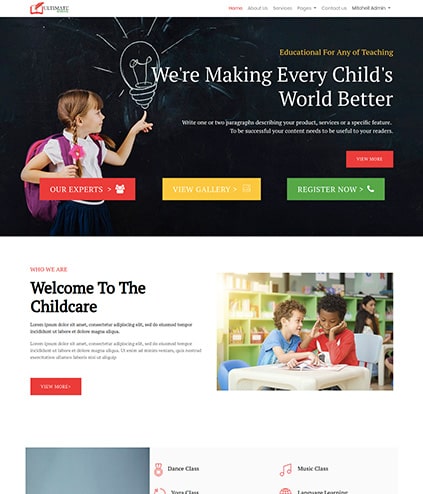 ULTIMATE
Home About Us Services Pages Contact Us Mitchell Admin
Educational For Any of Teaching
We're Making Every Child's
World Better
Write one or two paragraphs describing your product, services or a specific feature.
To be successful your content needs to be useful to your readers.
VIEW MORE
OUR EXPERTS >
VIEW GALLERY >
REGISTER NOW >
WHO WE ARE
Welcome To The
Childcare
Lorem ipsum dolor sit amet, consectetur adipiscing elit, sed do eiusmod tempor
incididunt ut labore et dolore magna aliqua.
Lorem ipsum dolor sit amet, consectetur adipiscing elit, sed do eiusmod tempor
incididunt ut labore et dolore magna aliqua. Ut enim ad minim veniam, quis nostrud
exercitation ullamco laboris nisi ut aliquip
VIEW MORE>
Dance Class
Music Class
Yoga Class
Language Learning